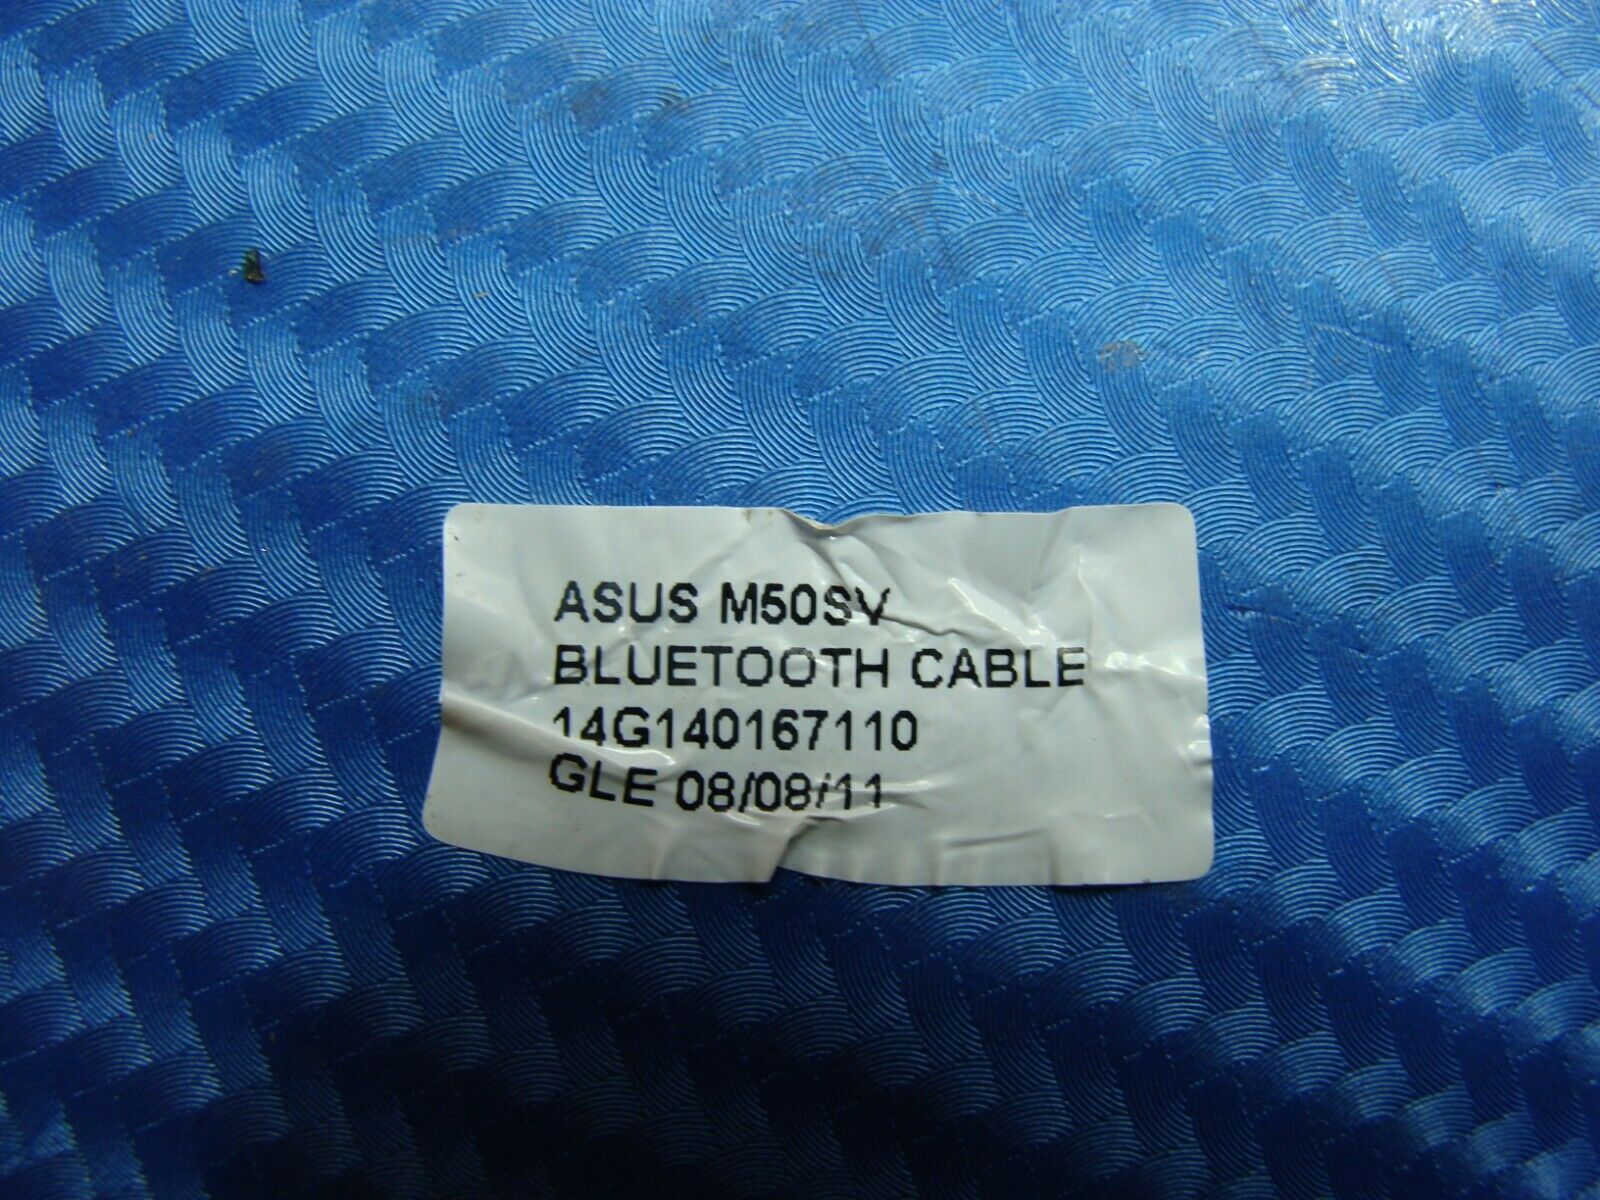 ASUS M50SV
BLUETOOTH CABLE
14G140167110
GLE 08/08/11